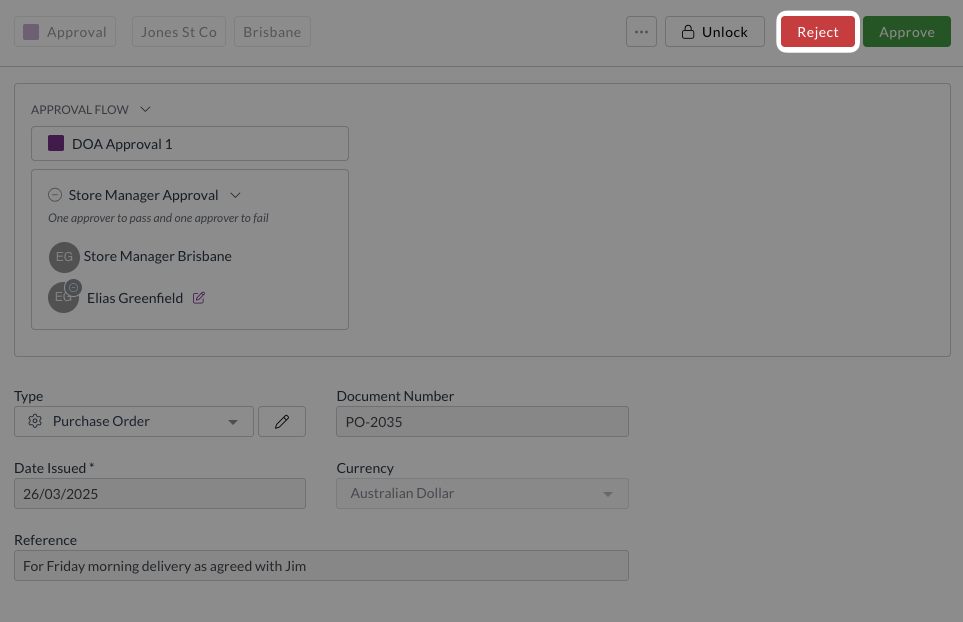 Approval Jones St Co Brisbane ... Unlock Reject Approve
APPROVAL FLOW
DOA Approval 1
Store Manager Approval
One approver to pass and one approver to fail
EG Store Manager Brisbane
EG Elias Greenfield
Type Document Number
Purchase Order PO-2035
Date Issued * Currency
26/03/2025 Australian Dollar
Reference
For Friday morning delivery as agreed with Jim